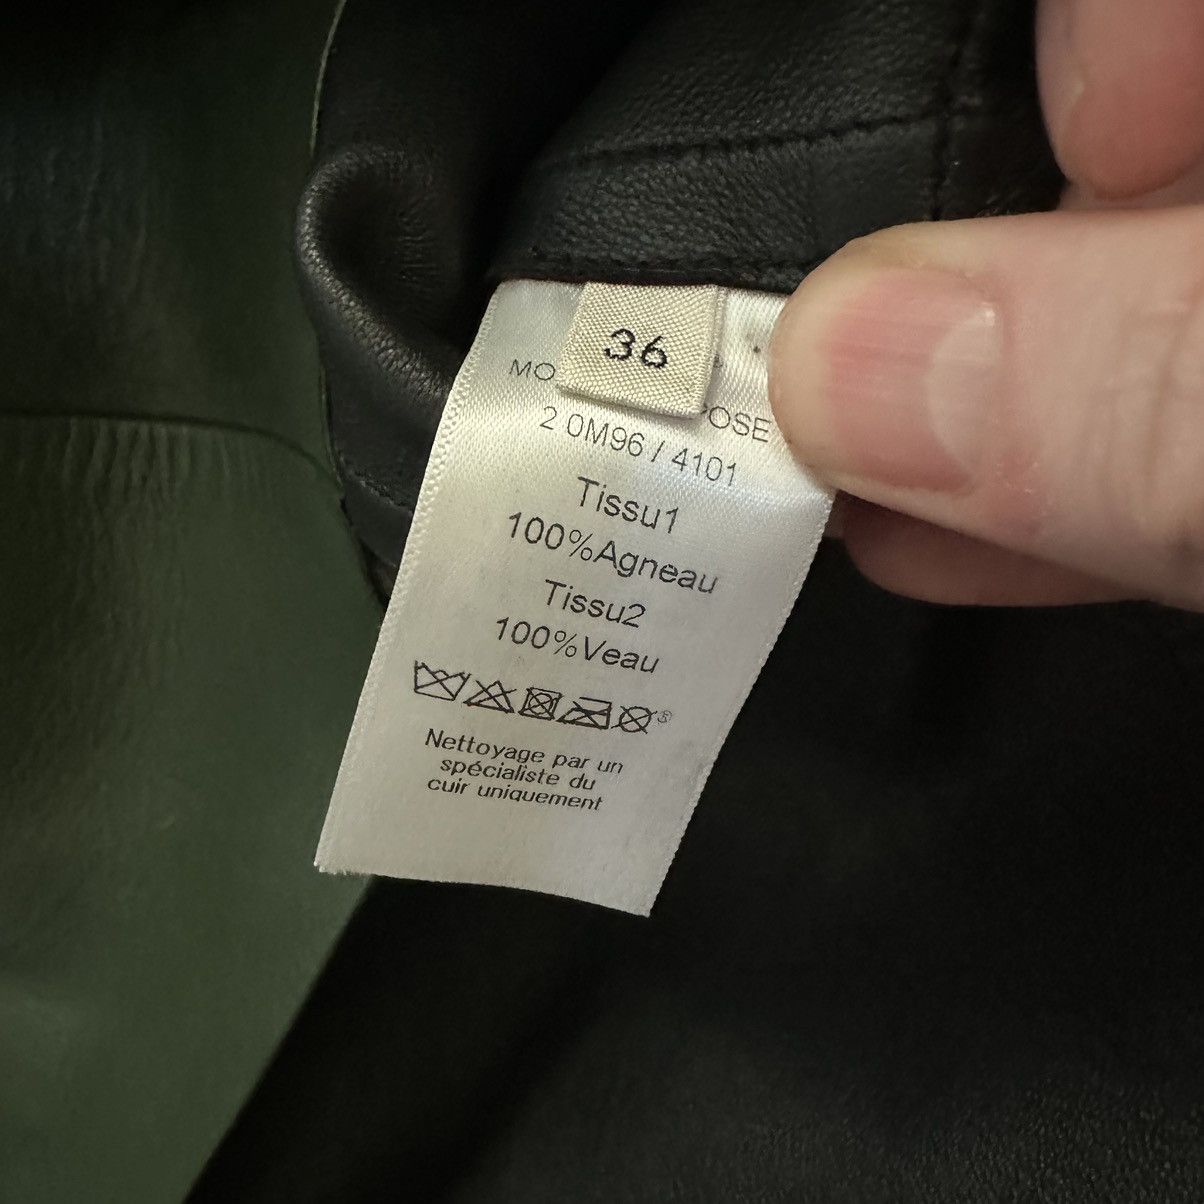 36
2 0M96 / 4101
Tissu1
100%Agneau
Tissu2
100%Veau
Nettoyage par un
spécialiste du
cuir uniquement